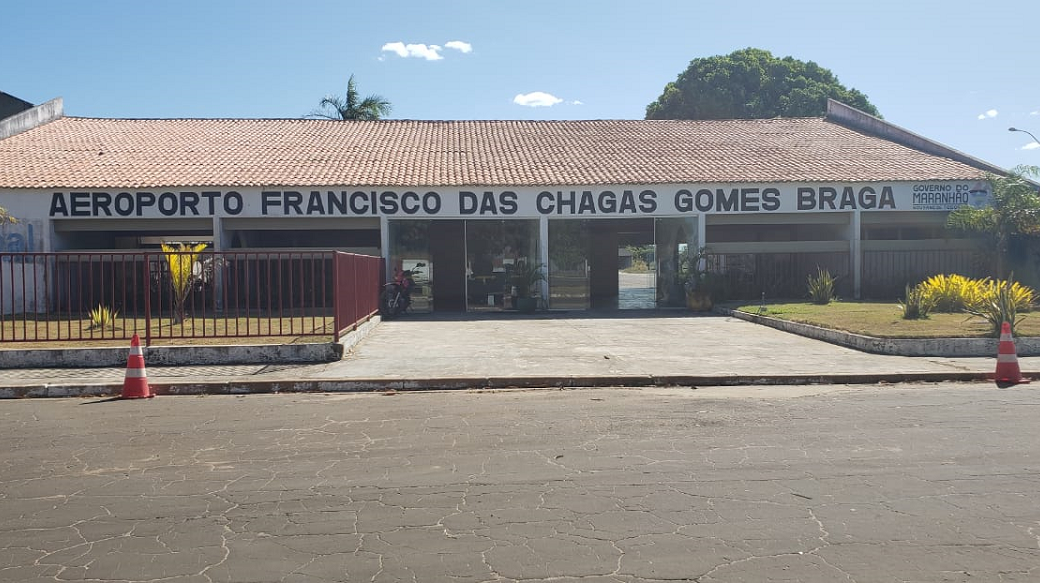 AEROPORTO FRANCISCO DAS CHAGAS GOMES BRAGA
GOVERNO DO
MARANHÃO